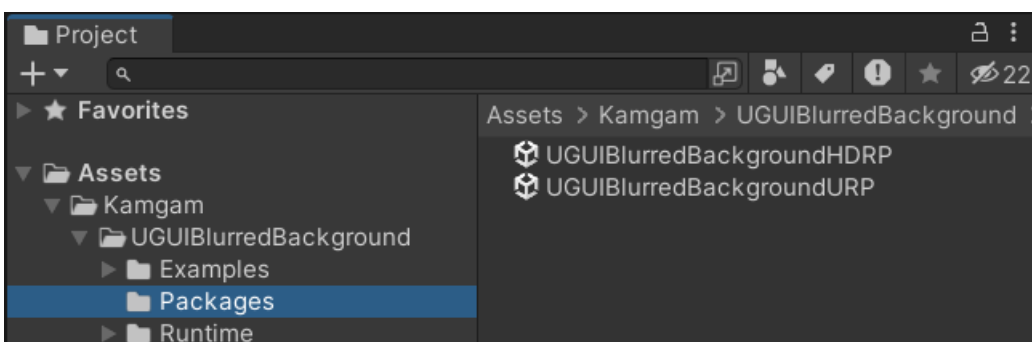 Project
22
Favorites
Assets > Kamgam > UGUIBlurredBackground
UGUIBlurredBackgroundHDRP
Assets
UGUIBlurredBackgroundURP
Kamgam
UGUIBlurredBackground
Examples
Packages
Runtime